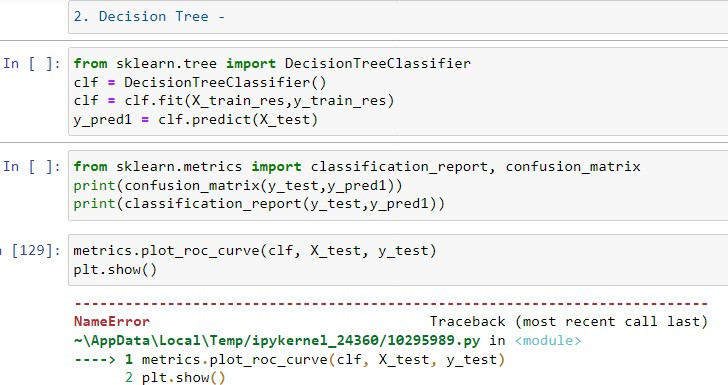 2. Decision Tree -
In [ ]: from sklearn.tree import DecisionTreeClassifier
clf = DecisionTreeClassifier()
clf = clf.fit(X_train_res,y_train_res)
y_pred1 = clf.predict(X_test)
In [ ]: from sklearn.metrics import classification_report, confusion_matrix
print(confusion_matrix(y_test,y_pred1))
print(classification_report(y_test,y_pred1))
[129]: metrics.plot_roc_curve(clf, X_test, y_test)
plt.show()
---------------------------------------------------------------------------
NameError                                 Traceback (most recent call last)
~\AppData\Local\Temp/ipykernel_24360/10295989.py in <module>
----> 1 metrics.plot_roc_curve(clf, X_test, y_test)
      2 plt.show()